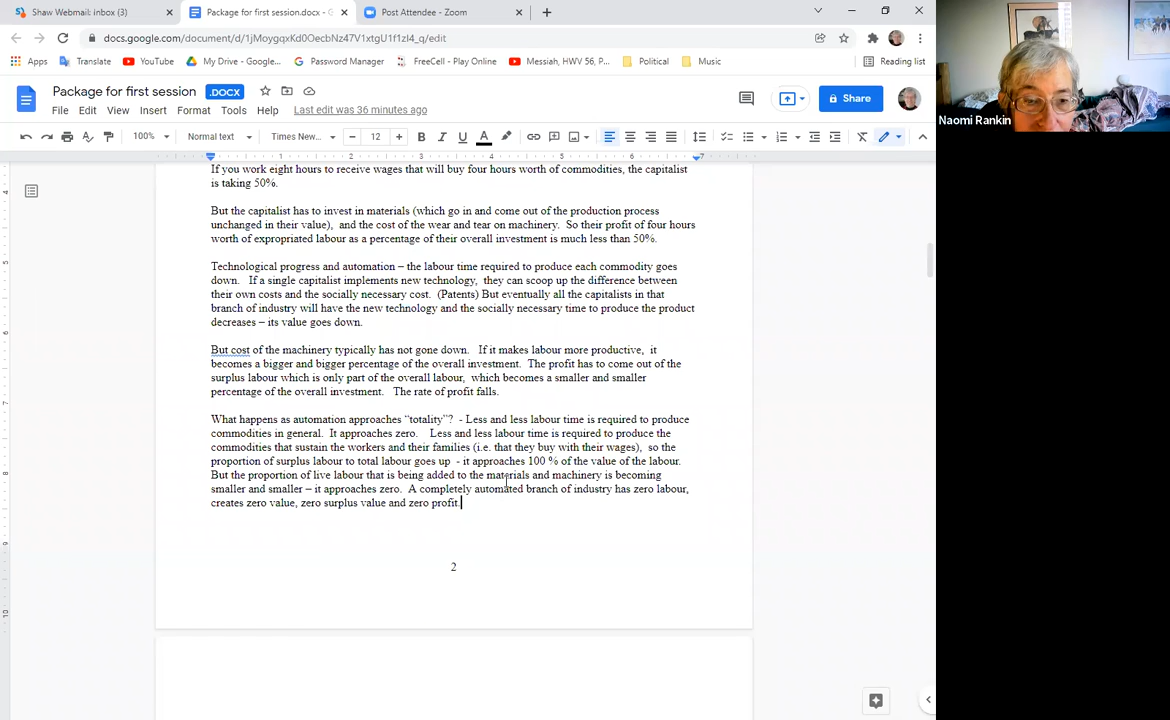 Shaw Webmail: inbox (3)
Package for first session.docx - G
Post Attendee - Zoom
docs.google.com/document/d/1jMoygqxKd0OecbNz47V1xtgU1f1zI4_q/edit
Apps
Translate
YouTube
My Drive - Google...
Password Manager
FreeCell - Play Online
Messiah, HWV 56, P...
Political
Music
Reading list
Package for first session
.DOCX
File Edit View Insert Format Tools Help
Last edit was 36 minutes ago
Share
100%
Normal text
Times New...
12
1 2 3 4 5 6 7
If you work eight hours to receive wages that will buy four hours worth of commodities, the capitalist
is taking 50%.
But the capitalist has to invest in materials (which go in and come out of the production process
unchanged in their value), and the cost of the wear and tear on machinery. So their profit of four hours
worth of expropriated labour as a percentage of their overall investment is much less than 50%.
Technological progress and automation – the labour time required to produce each commodity goes
down. If a single capitalist implements new technology, they can scoop up the difference between
their own costs and the socially necessary cost. (Patents) But eventually all the capitalists in that
branch of industry will have the new technology and the socially necessary time to produce the product
decreases – its value goes down.
But cost of the machinery typically has not gone down. If it makes labour more productive, it
becomes a bigger and bigger percentage of the overall investment. The profit has to come out of the
surplus labour which is only part of the overall labour, which becomes a smaller and smaller
percentage of the overall investment. The rate of profit falls.
What happens as automation approaches “totality”? - Less and less labour time is required to produce
commodities in general. It approaches zero. Less and less labour time is required to produce the
commodities that sustain the workers and their families (i.e. that they buy with their wages), so the
proportion of surplus labour to total labour goes up - it approaches 100 % of the value of the labour.
But the proportion of live labour that is being added to the materials and machinery is becoming
smaller and smaller – it approaches zero. A completely automated branch of industry has zero labour,
creates zero value, zero surplus value and zero profit.
2
Naomi Rankin